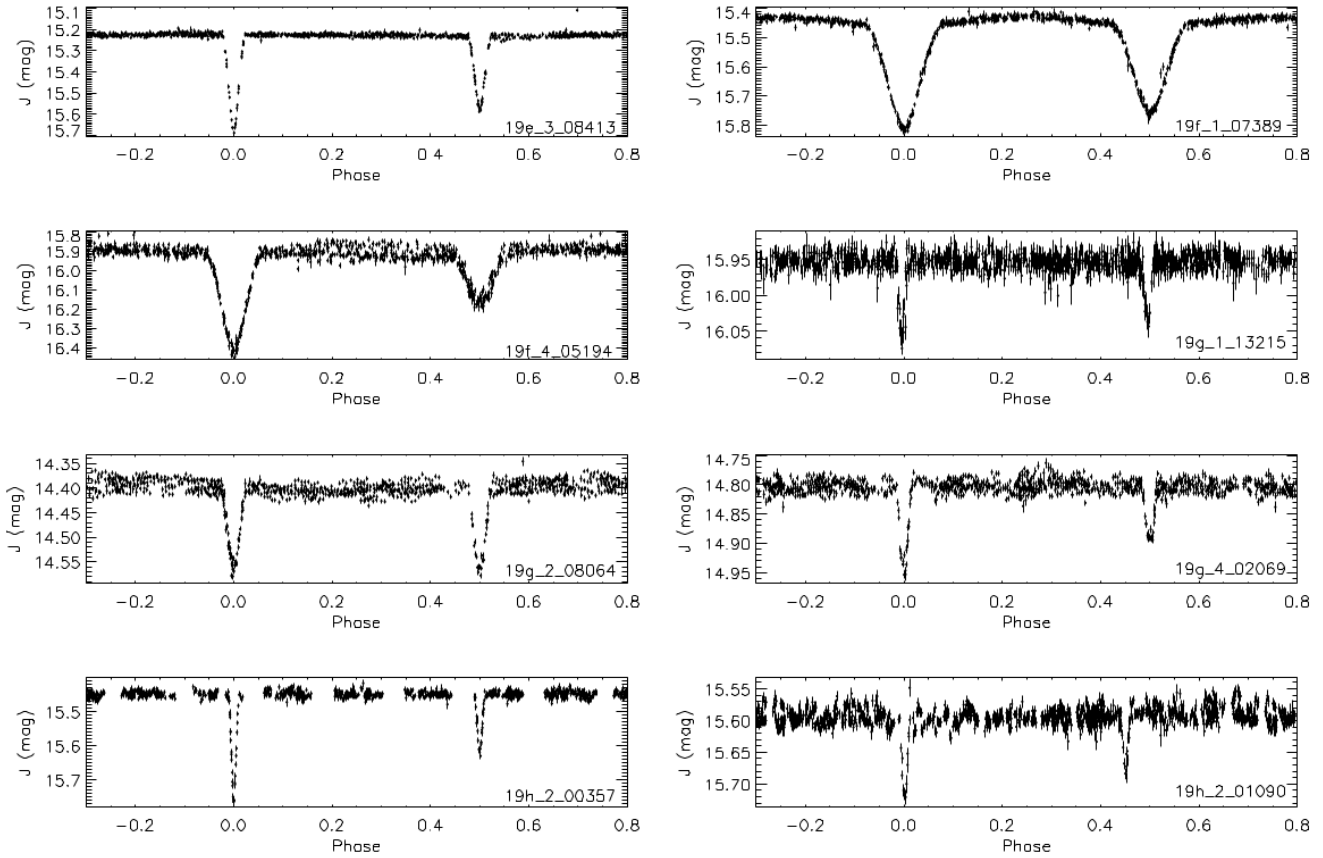 15.1
15.2
15.3
15.4
15.5
15.6
15.7
J (mag)
19e_3_08413
-0.2 0.0 0.2 0.4 0.6 0.8
Phase
15.4
15.5
15.6
15.7
15.8
J (mag)
19f_1_07389
-0.2 0.0 0.2 0.4 0.6 0.8
Phase
15.8
15.9
16.0
16.1
16.2
16.3
16.4
J (mag)
19f_4_05194
-0.2 0.0 0.2 0.4 0.6 0.8
Phase
15.95
16.00
16.05
J (mag)
19g_1_13215
-0.2 0.0 0.2 0.4 0.6 0.8
Phase
14.35
14.40
14.45
14.50
14.55
J (mag)
19g_2_08064
-0.2 0.0 0.2 0.4 0.6 0.8
Phase
14.75
14.80
14.85
14.90
14.95
J (mag)
19g_4_02069
-0.2 0.0 0.2 0.4 0.6 0.8
Phase
15.5
15.6
15.7
J (mag)
19h_2_00357
-0.2 0.0 0.2 0.4 0.6 0.8
Phase
15.55
15.60
15.65
15.70
J (mag)
19h_2_01090
-0.2 0.0 0.2 0.4 0.6 0.8
Phase